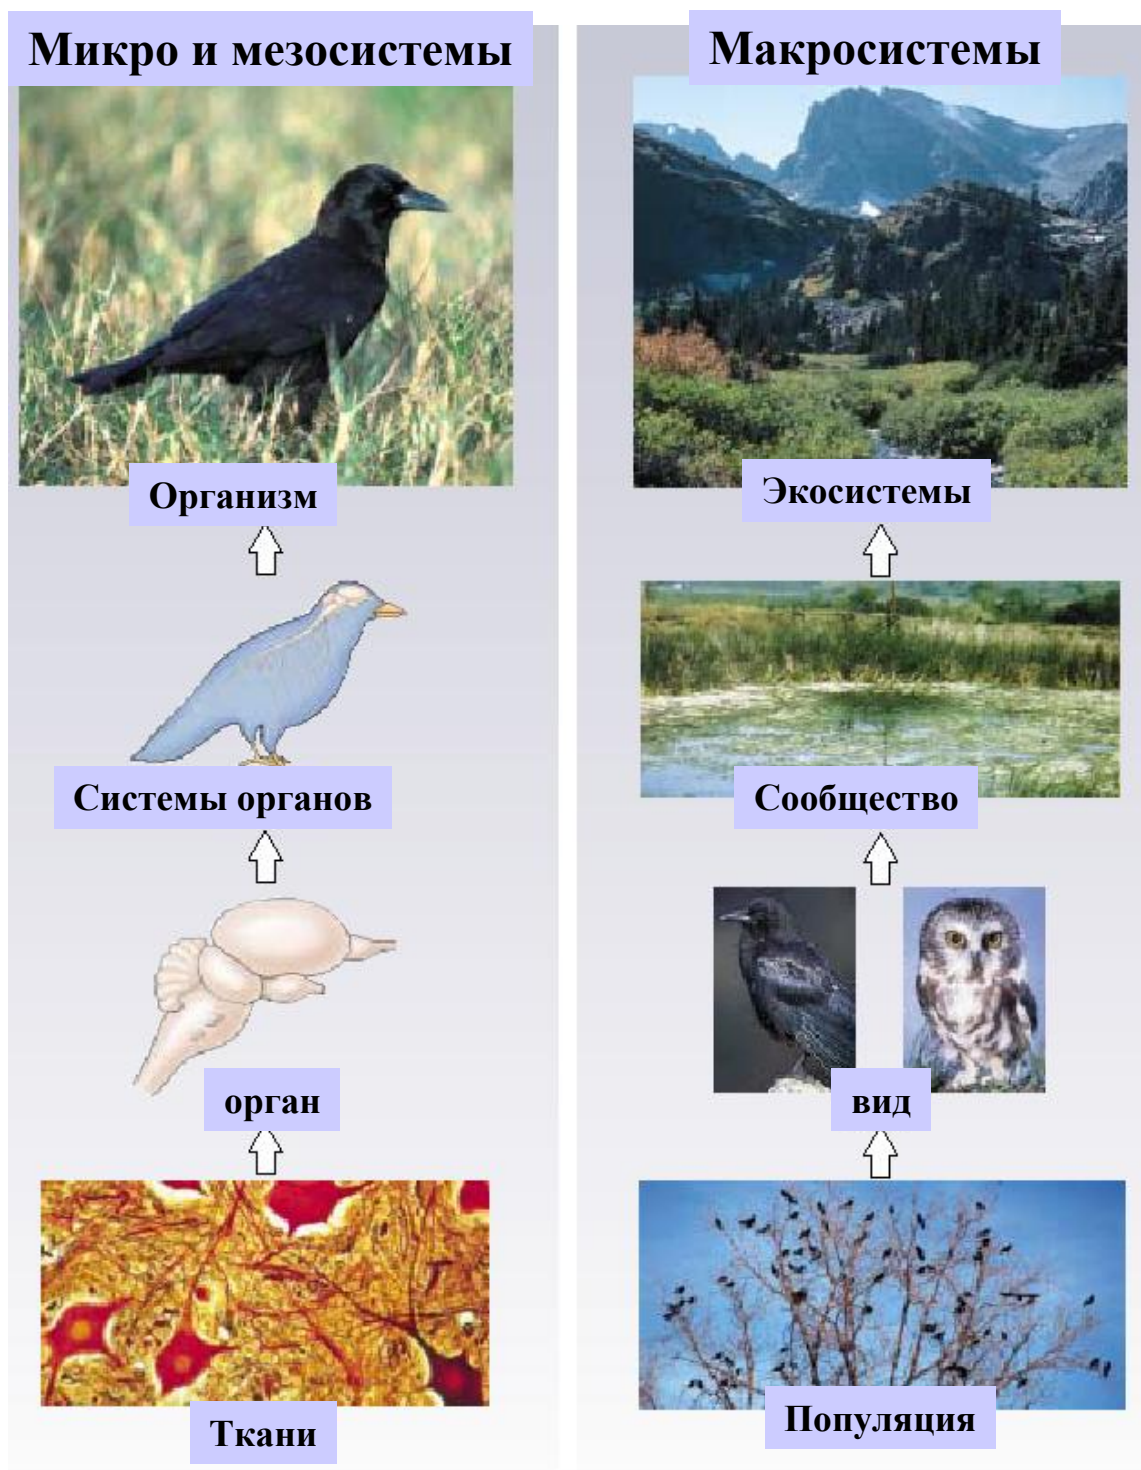 Микро и мезосистемы
Организм
Системы органов
орган
Ткани
Макросистемы
Экосистемы
Сообщество
вид
Популяция